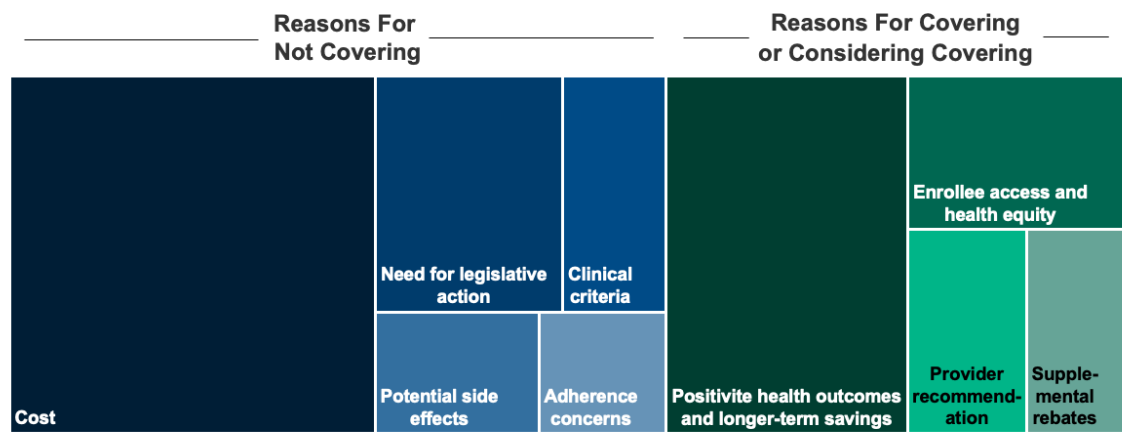 Reasons For
Not Covering
Reasons For Covering
or Considering Covering
Cost
Need for legislative
action
Clinical
criteria
Potential side
effects
Adherence
concerns
Positivite health outcomes
and longer-term savings
Enrollee access and
health equity
Provider
recommend-
ation
Supple-
mental
rebates